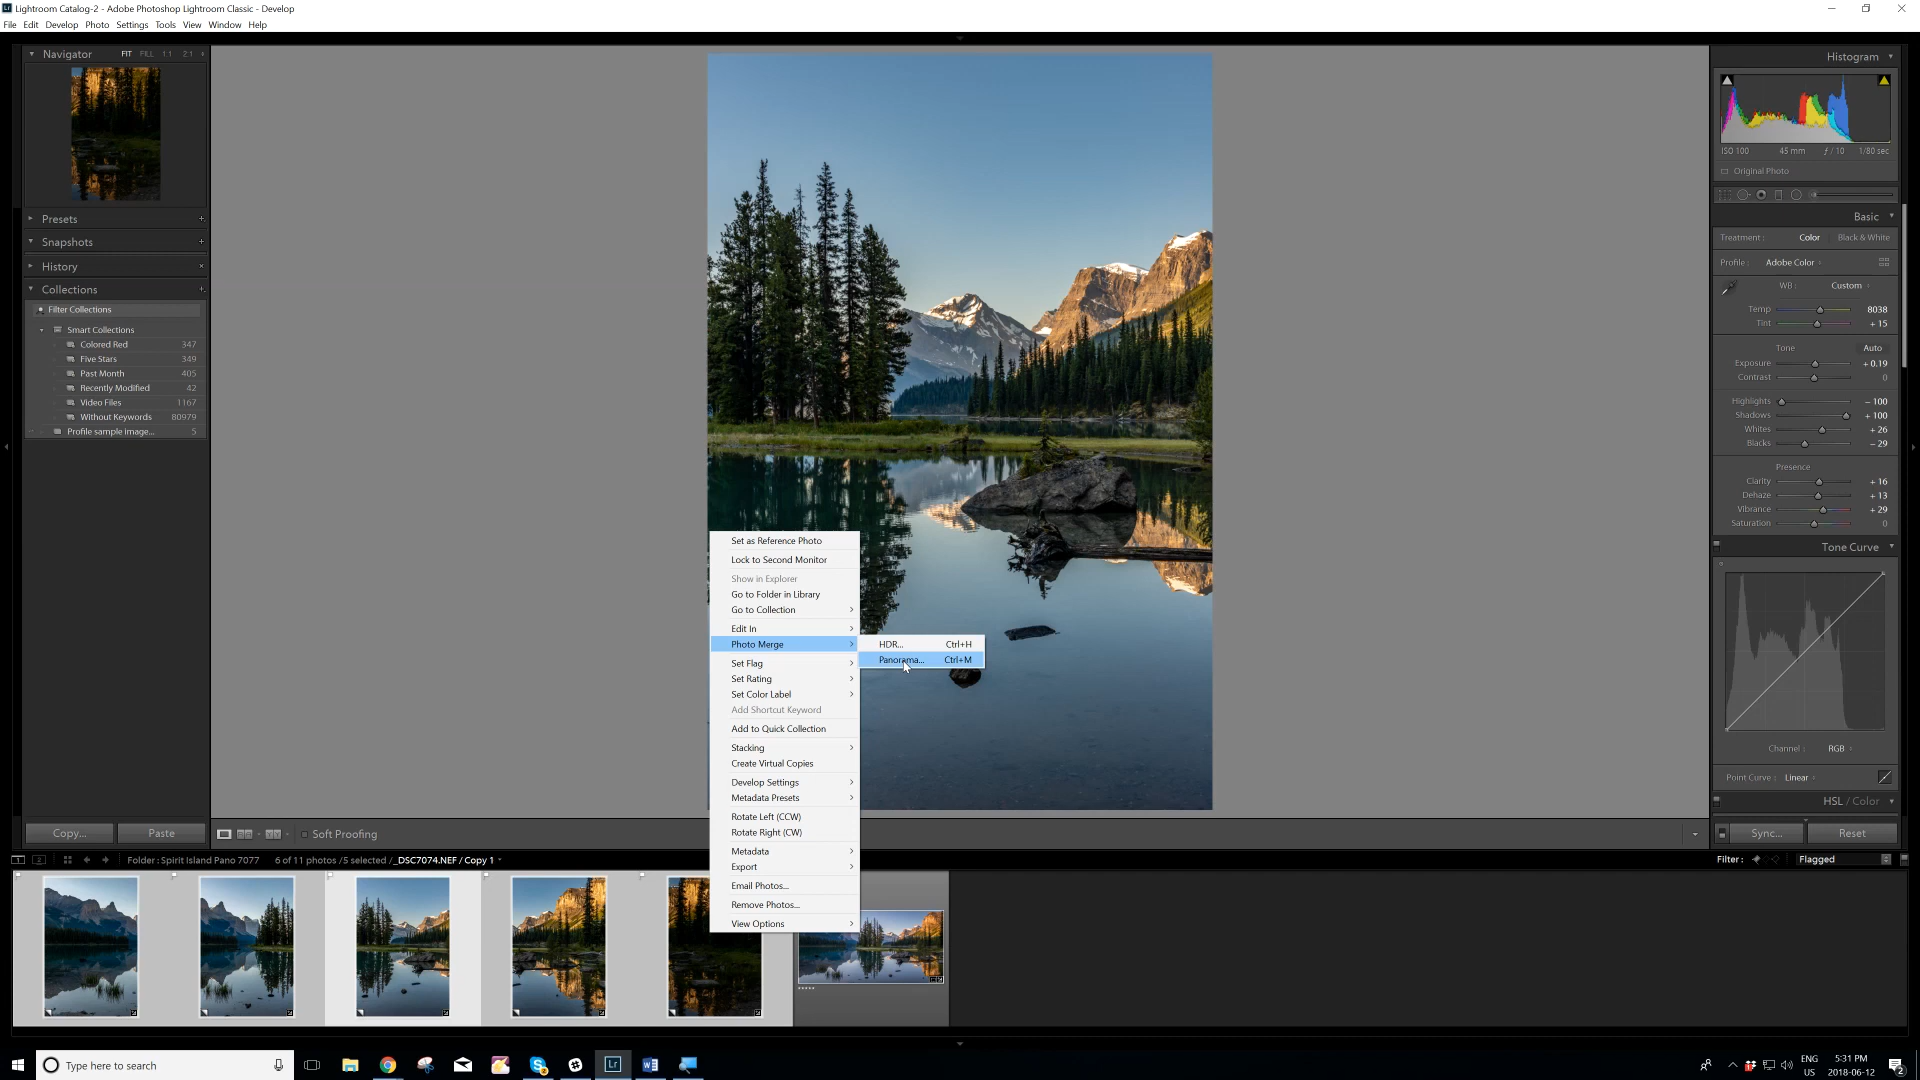 Lightroom Catalog-2 - Adobe Photoshop Lightroom Classic - Develop
File Edit Develop Photo Settings Tools View Window Help
Navigator FIT FILL 1:1 2:1
Presets
Snapshots
History
Collections
Filter Collections
Smart Collections
Colored Red 347
Five Stars 349
Past Month 405
Recently Modified 42
Video Files 1167
Without Keywords 80979
Profile sample image... 5
Copy... Paste
Soft Proofing
Histogram
ISO 100 45 mm ƒ / 10 1/80 sec
Original Photo
Basic
Treatment : Color Black & White
Profile : Adobe Color
WB : Custom
Temp 8038
Tint + 15
Tone Auto
Exposure + 0.19
Contrast 0
Highlights − 100
Shadows + 100
Whites + 26
Blacks − 29
Presence
Clarity + 16
Dehaze + 13
Vibrance + 29
Saturation 0
Tone Curve
Channel : RGB
Point Curve : Linear
HSL / Color
Sync... Reset
Set as Reference Photo
Lock to Second Monitor
Show in Explorer
Go to Folder in Library
Go to Collection
Edit In
Photo Merge
HDR... Ctrl+H
Panorama... Ctrl+M
Set Flag
Set Rating
Set Color Label
Add Shortcut Keyword
Add to Quick Collection
Stacking
Create Virtual Copies
Develop Settings
Metadata Presets
Rotate Left (CCW)
Rotate Right (CW)
Metadata
Export
Email Photos...
Remove Photos...
View Options
1 2 Folder : Spirit Island Pano 7077 6 of 11 photos /5 selected /_DSC7074.NEF / Copy 1
Filter : Flagged
Type here to search
ENG
US
5:31 PM
2018-06-12
2